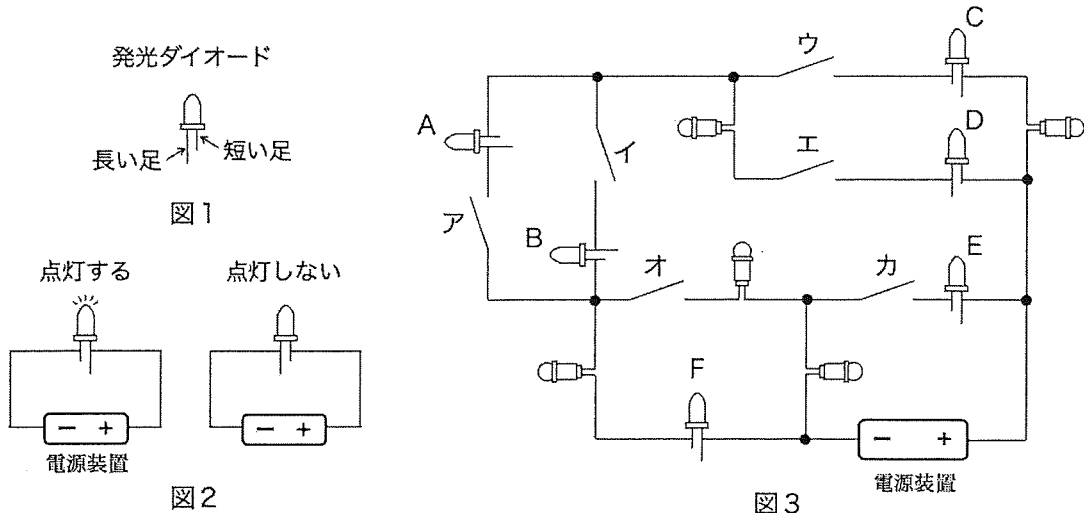 発光ダイオード
長い足
短い足
図1
点灯する
点灯しない
− +
− +
電源装置
図2
A
ア
イ
B
ウ
C
エ
D
オ
カ
E
F
− +
電源装置
図3